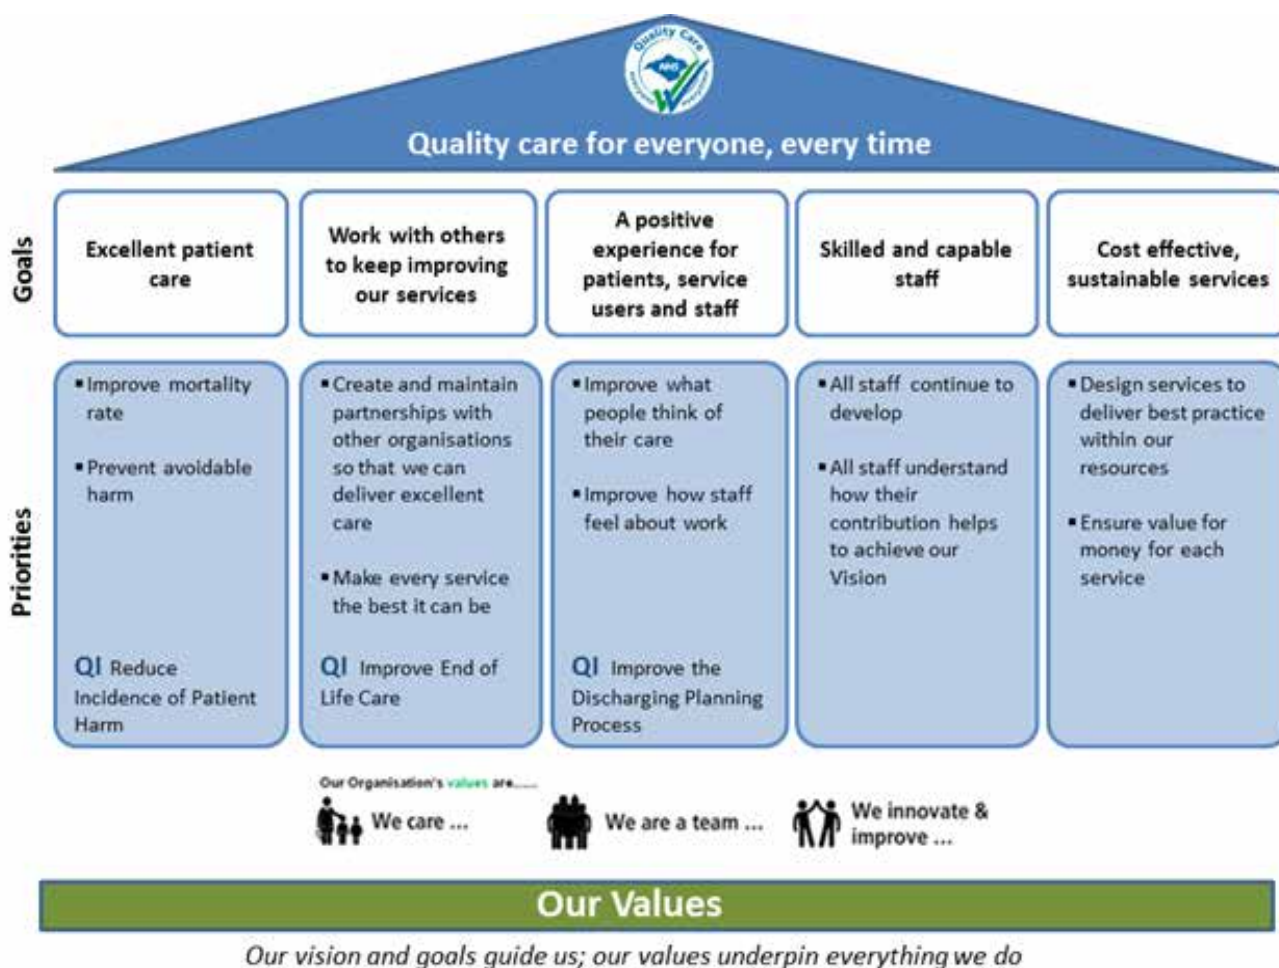 Quality Care
NHS
everyone everytime
Quality care for everyone, every time
Goals
Excellent patient
care
Work with others
to keep improving
our services
A positive
experience for
patients, service
users and staff
Skilled and capable
staff
Cost effective,
sustainable services
Priorities
▪ Improve mortality
rate
▪ Prevent avoidable
harm
QI Reduce
Incidence of Patient
Harm
▪ Create and maintain
partnerships with
other organisations
so that we can
deliver excellent
care
▪ Make every service
the best it can be
QI Improve End of
Life Care
▪ Improve what
people think of
their care
▪ Improve how staff
feel about work
QI Improve the
Discharging Planning
Process
▪ All staff continue to
develop
▪ All staff understand
how their
contribution helps
to achieve our
Vision
▪ Design services to
deliver best practice
within our
resources
▪ Ensure value for
money for each
service
Our Organisation's values are......
We care ...
We are a team ...
We innovate &
improve ...
Our Values
Our vision and goals guide us; our values underpin everything we do